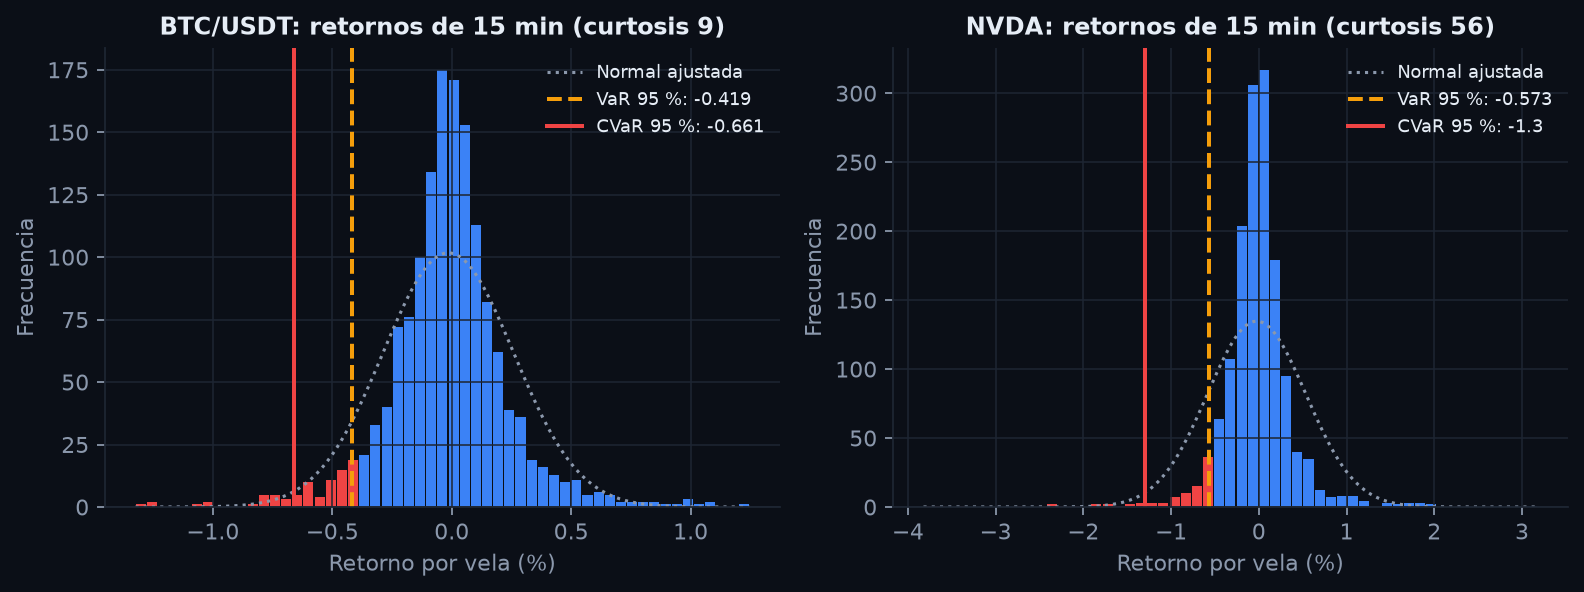 BTC/USDT: retornos de 15 min (curtosis 9)
Normal ajustada
VaR 95 %: -0.419
CVaR 95 %: -0.661
175
150
125
100
75
50
25
0
Frecuencia
−1.0 −0.5 0.0 0.5 1.0
Retorno por vela (%)
NVDA: retornos de 15 min (curtosis 56)
Normal ajustada
VaR 95 %: -0.573
CVaR 95 %: -1.3
300
250
200
150
100
50
0
Frecuencia
−4 −3 −2 −1 0 1 2 3
Retorno por vela (%)